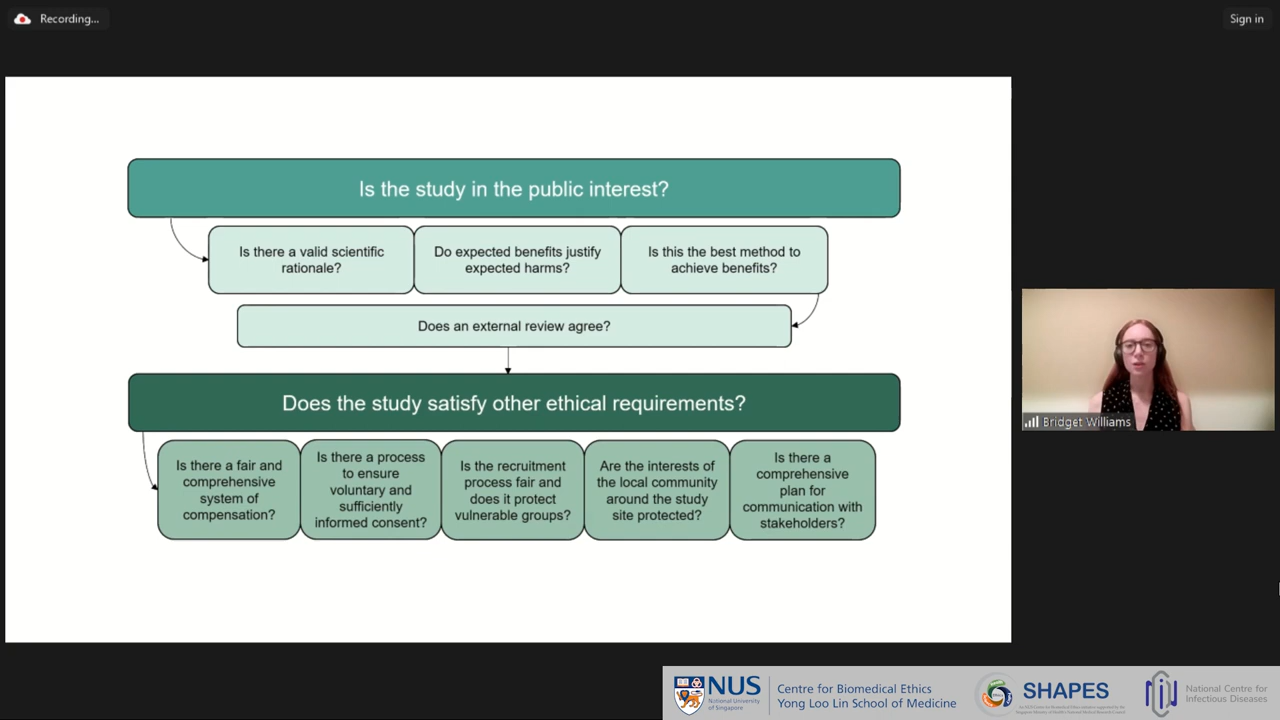 Recording...
Sign in
Is the study in the public interest?
Is there a valid scientific
rationale?
Do expected benefits justify
expected harms?
Is this the best method to
achieve benefits?
Does an external review agree?
Does the study satisfy other ethical requirements?
Is there a fair and
comprehensive
system of
compensation?
Is there a process
to ensure
voluntary and
sufficiently
informed consent?
Is the recruitment
process fair and
does it protect
vulnerable groups?
Are the interests of
the local community
around the study
site protected?
Is there a
comprehensive
plan for
communication with
stakeholders?
Bridget Williams
NUS
National University
of Singapore
Centre for Biomedical Ethics
Yong Loo Lin School of Medicine
SHAPES
National Centre for
Infectious Diseases